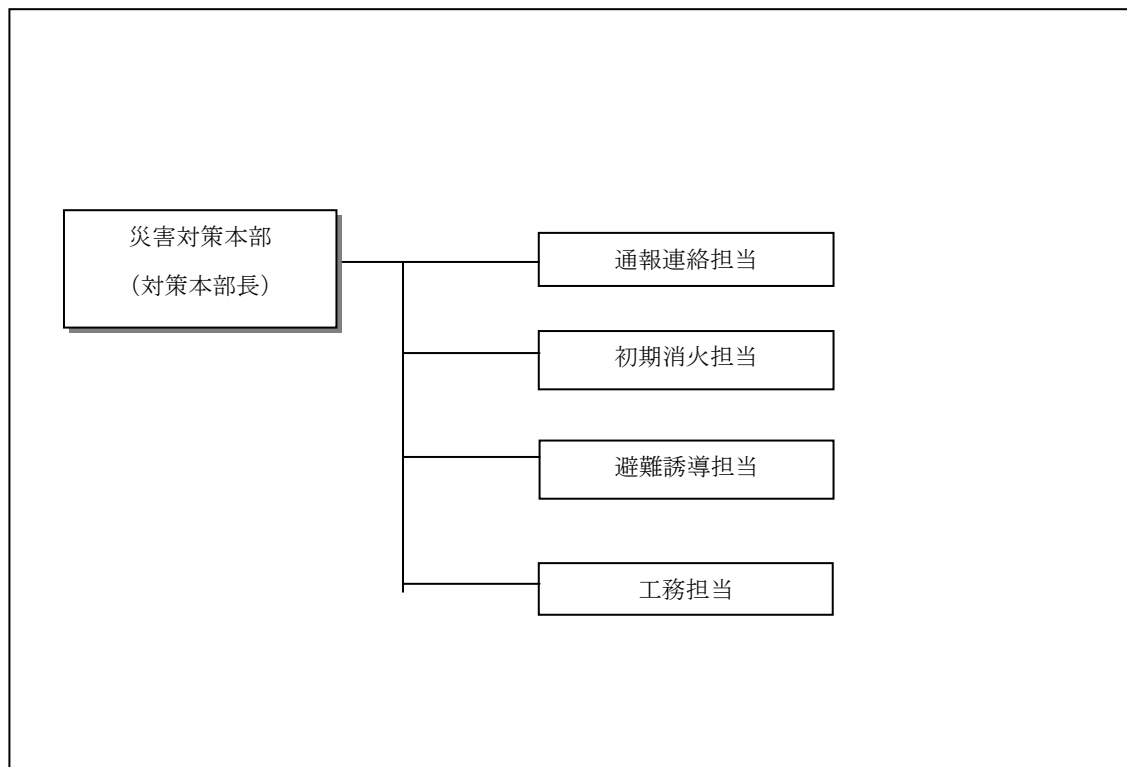 災害対策本部
（対策本部長）
通報連絡担当
初期消火担当
避難誘導担当
工務担当